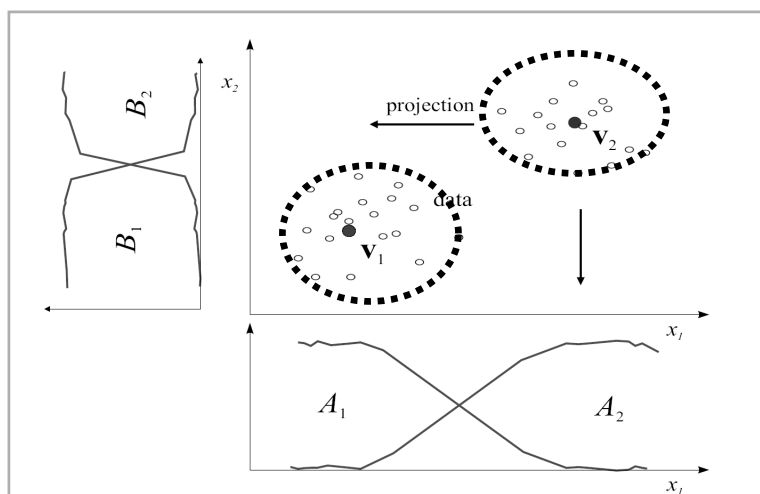 x₂
B₂
B₁
projection
v₂
data
v₁
x₁
A₁
A₂
x₁